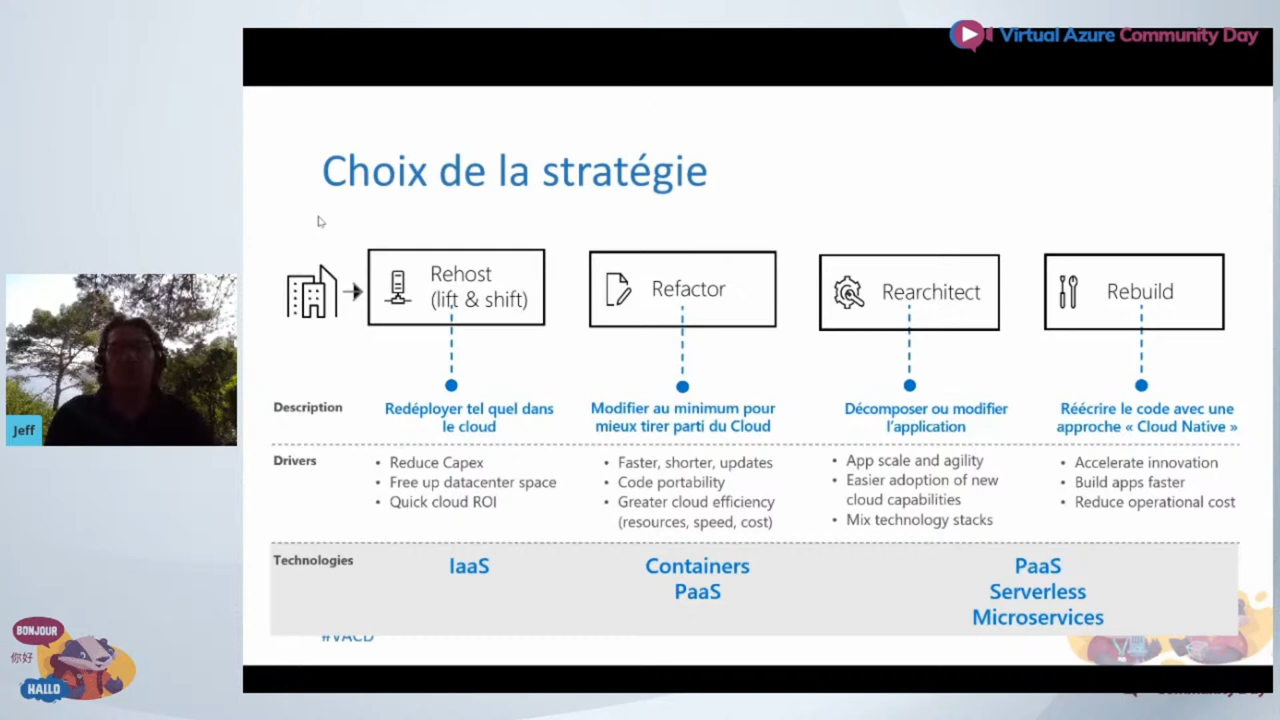 Virtual Azure Community Day
Choix de la stratégie
Rehost
(lift & shift)
Refactor
Rearchitect
Rebuild
Description
Redéployer tel quel dans
le cloud
Modifier au minimum pour
mieux tirer parti du Cloud
Décomposer ou modifier
l'application
Réécrire le code avec une
approche « Cloud Native »
Drivers
• Reduce Capex
• Free up datacenter space
• Quick cloud ROI
• Faster, shorter, updates
• Code portability
• Greater cloud efficiency
(resources, speed, cost)
• App scale and agility
• Easier adoption of new
cloud capabilities
• Mix technology stacks
• Accelerate innovation
• Build apps faster
• Reduce operational cost
Technologies
IaaS
Containers
PaaS
PaaS
Serverless
Microservices
#VACD
Jeff
BONJOUR
你好
HALLO
Community Day